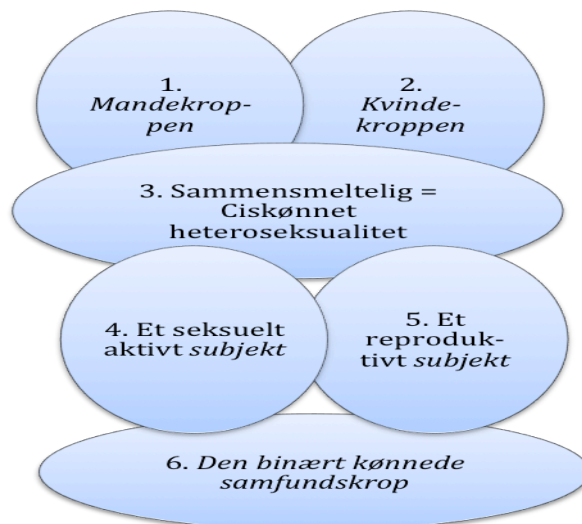 1.
Mandekrop-
pen
2.
Kvinde-
kroppen
3. Sammensmeltelig =
Ciskønnet
heteroseksualitet
4. Et seksuelt
aktivt subjekt
5. Et
reproduk-
tivt subjekt
6. Den binært kønnede
samfundskrop